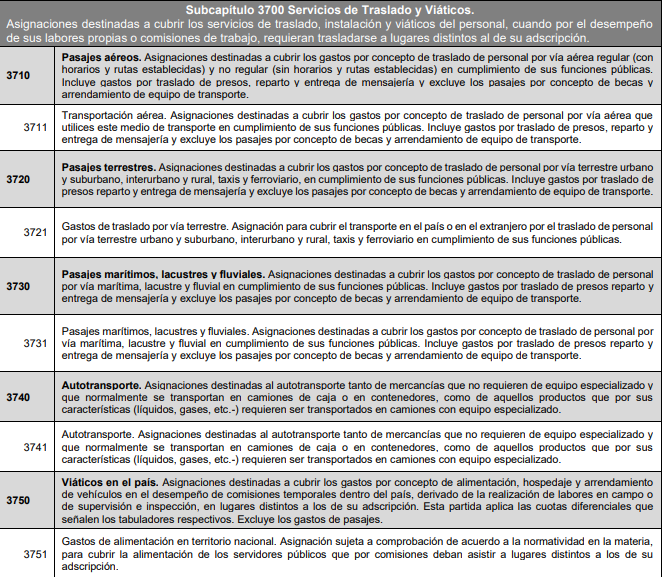 Subcapítulo 3700 Servicios de Traslado y Viáticos.
Asignaciones destinadas a cubrir los servicios de traslado, instalación y viáticos del personal, cuando por el desempeño
de sus labores propias o comisiones de trabajo, requieran trasladarse a lugares distintos al de su adscripción.
3710
Pasajes aéreos. Asignaciones destinadas a cubrir los gastos por concepto de traslado de personal por vía aérea regular (con
horarios y rutas establecidas) y no regular (sin horarios y rutas establecidas) en cumplimiento de sus funciones públicas.
Incluye gastos por traslado de presos, reparto y entrega de mensajería y excluye los pasajes por concepto de becas y
arrendamiento de equipo de transporte.
3711
Transportación aérea. Asignaciones destinadas a cubrir los gastos por concepto de traslado de personal por vía aérea que
utilices este medio de transporte en cumplimiento de sus funciones públicas. Incluye gastos por traslado de presos, reparto y
entrega de mensajería y excluye los pasajes por concepto de becas y arrendamiento de equipo de transporte.
3720
Pasajes terrestres. Asignaciones destinadas a cubrir los gastos por concepto de traslado de personal por vía terrestre urbano
y suburbano, interurbano y rural, taxis y ferroviario, en cumplimiento de sus funciones públicas. Incluye gastos por traslado de
presos reparto y entrega de mensajería y excluye los pasajes por concepto de becas y arrendamiento de equipo de transporte.
3721
Gastos de traslado por vía terrestre. Asignación para cubrir el transporte en el país o en el extranjero por el traslado de personal
por vía terrestre urbano y suburbano, interurbano y rural, taxis y ferroviario en cumplimiento de sus funciones públicas.
3730
Pasajes marítimos, lacustres y fluviales. Asignaciones destinadas a cubrir los gastos por concepto de traslado de personal
por vía marítima, lacustre y fluvial en cumplimiento de sus funciones públicas. Incluye gastos por traslado de presos reparto y
entrega de mensajería y excluye los pasajes por concepto de becas y arrendamiento de equipo de transporte.
3731
Pasajes marítimos, lacustres y fluviales. Asignaciones destinadas a cubrir los gastos por concepto de traslado de personal por
vía marítima, lacustre y fluvial en cumplimiento de sus funciones públicas. Incluye gastos por traslado de presos reparto y
entrega de mensajería y excluye los pasajes por concepto de becas y arrendamiento de equipo de transporte.
3740
Autotransporte. Asignaciones destinadas al autotransporte tanto de mercancías que no requieren de equipo especializado y
que normalmente se transportan en camiones de caja o en contenedores, como de aquellos productos que por sus
características (líquidos, gases, etc.-) requieren ser transportados en camiones con equipo especializado.
3741
Autotransporte. Asignaciones destinadas al autotransporte tanto de mercancías que no requieren de equipo especializado y
que normalmente se transportan en camiones de caja o en contenedores, como de aquellos productos que por sus
características (líquidos, gases, etc.-) requieren ser transportados en camiones con equipo especializado.
3750
Viáticos en el país. Asignaciones destinadas a cubrir los gastos por concepto de alimentación, hospedaje y arrendamiento
de vehículos en el desempeño de comisiones temporales dentro del país, derivado de la realización de labores en campo o
de supervisión e inspección, en lugares distintos a los de su adscripción. Esta partida aplica las cuotas diferenciales que
señalen los tabuladores respectivos. Excluye los gastos de pasajes.
3751
Gastos de alimentación en territorio nacional. Asignación sujeta a comprobación de acuerdo a la normatividad en la materia,
para cubrir la alimentación de los servidores públicos que por comisiones deban asistir a lugares distintos a los de su
adscripción.